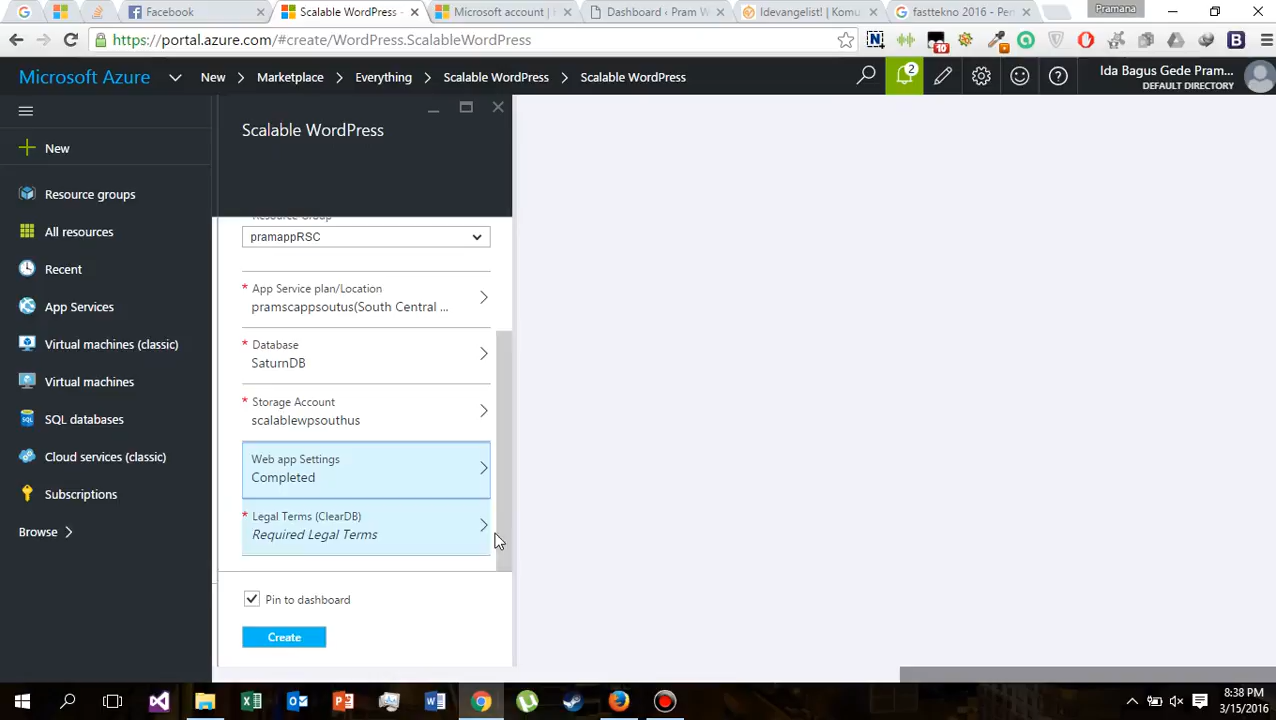 Facebook
Scalable WordPress -
Microsoft account |
Dashboard ‹ Pram W
Idevangelist! | Komu
fasttekno 2016 - Per
Pramana
https://portal.azure.com/#create/WordPress.ScalableWordPress
10
Microsoft Azure
New
Marketplace
Everything
Scalable WordPress
Scalable WordPress
2
Ida Bagus Gede Pram...
DEFAULT DIRECTORY
New
Resource groups
All resources
Recent
App Services
Virtual machines (classic)
Virtual machines
SQL databases
Cloud services (classic)
Subscriptions
Browse
Scalable WordPress
Resource Group
pramappRSC
* App Service plan/Location
pramscappsoutus(South Central ...
* Database
SaturnDB
* Storage Account
scalablewpsouthus
Web app Settings
Completed
* Legal Terms (ClearDB)
Required Legal Terms
Pin to dashboard
Create
8:38 PM
3/15/2016